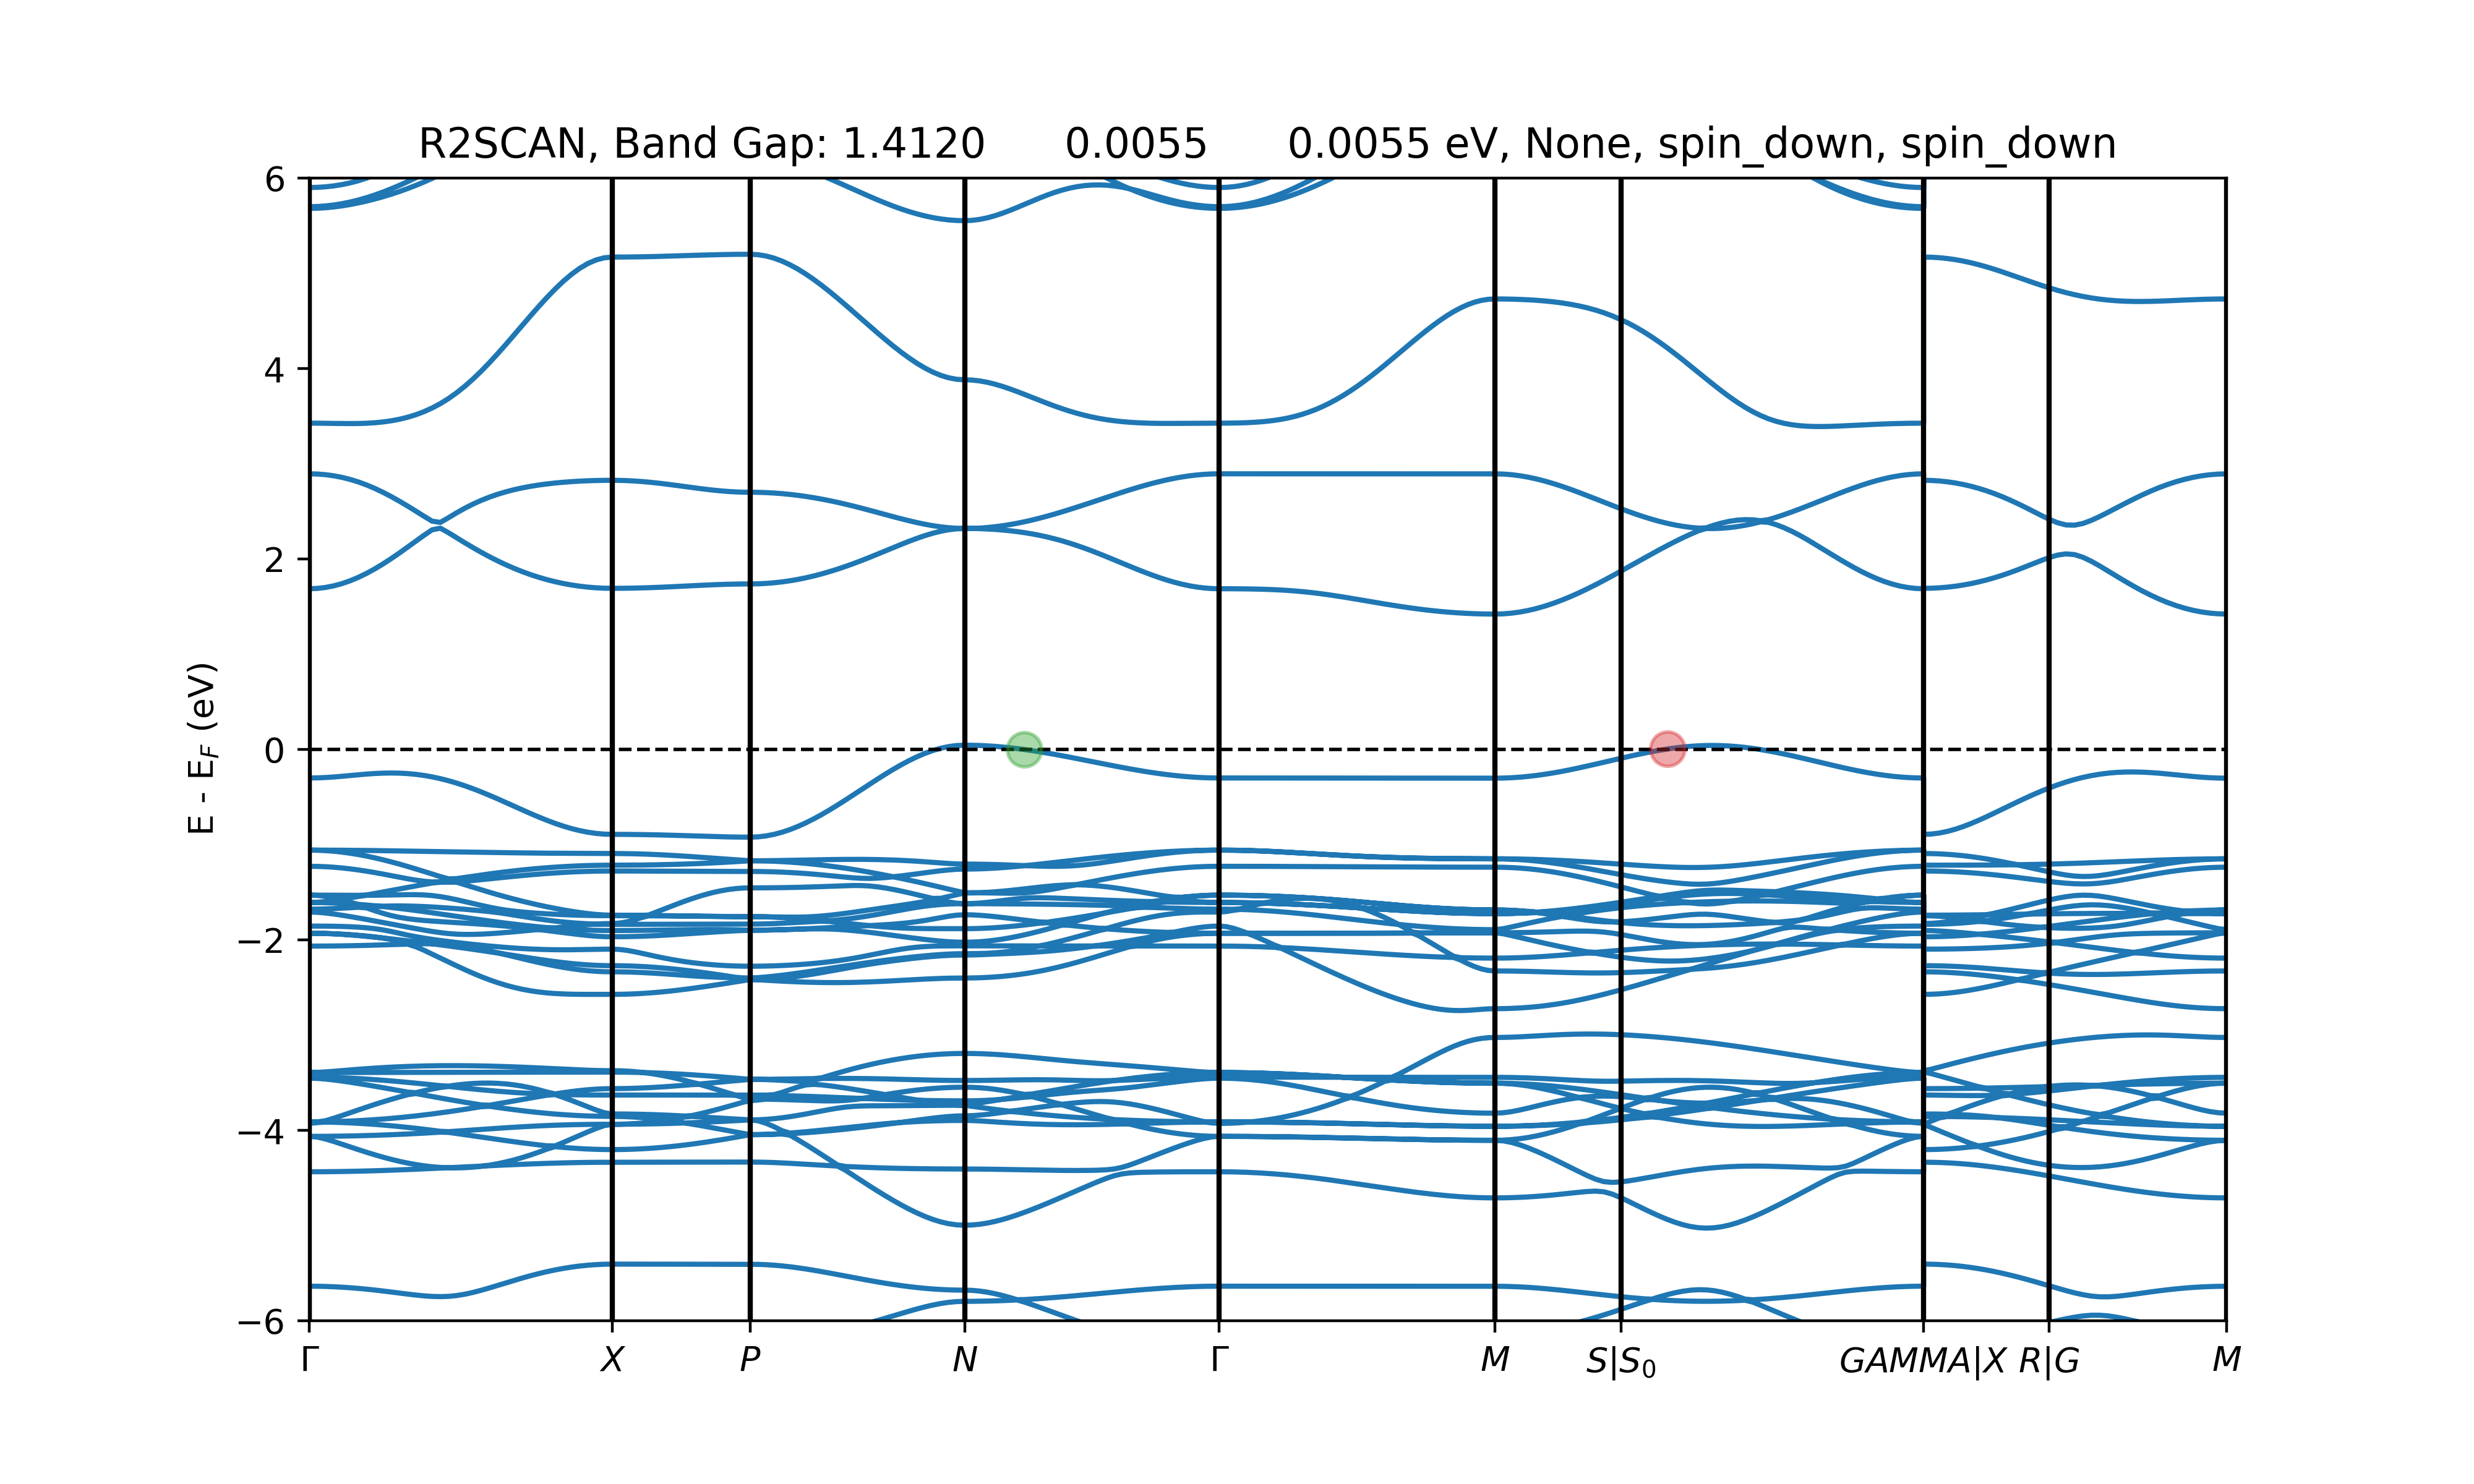 R2SCAN, Band Gap: 1.4120 0.0055 0.0055 eV, None, spin_down, spin_down
6
4
2
0
−2
−4
−6
E - E_F (eV)
Γ X P N Γ M S|S₀ GAMMA|X R|G M